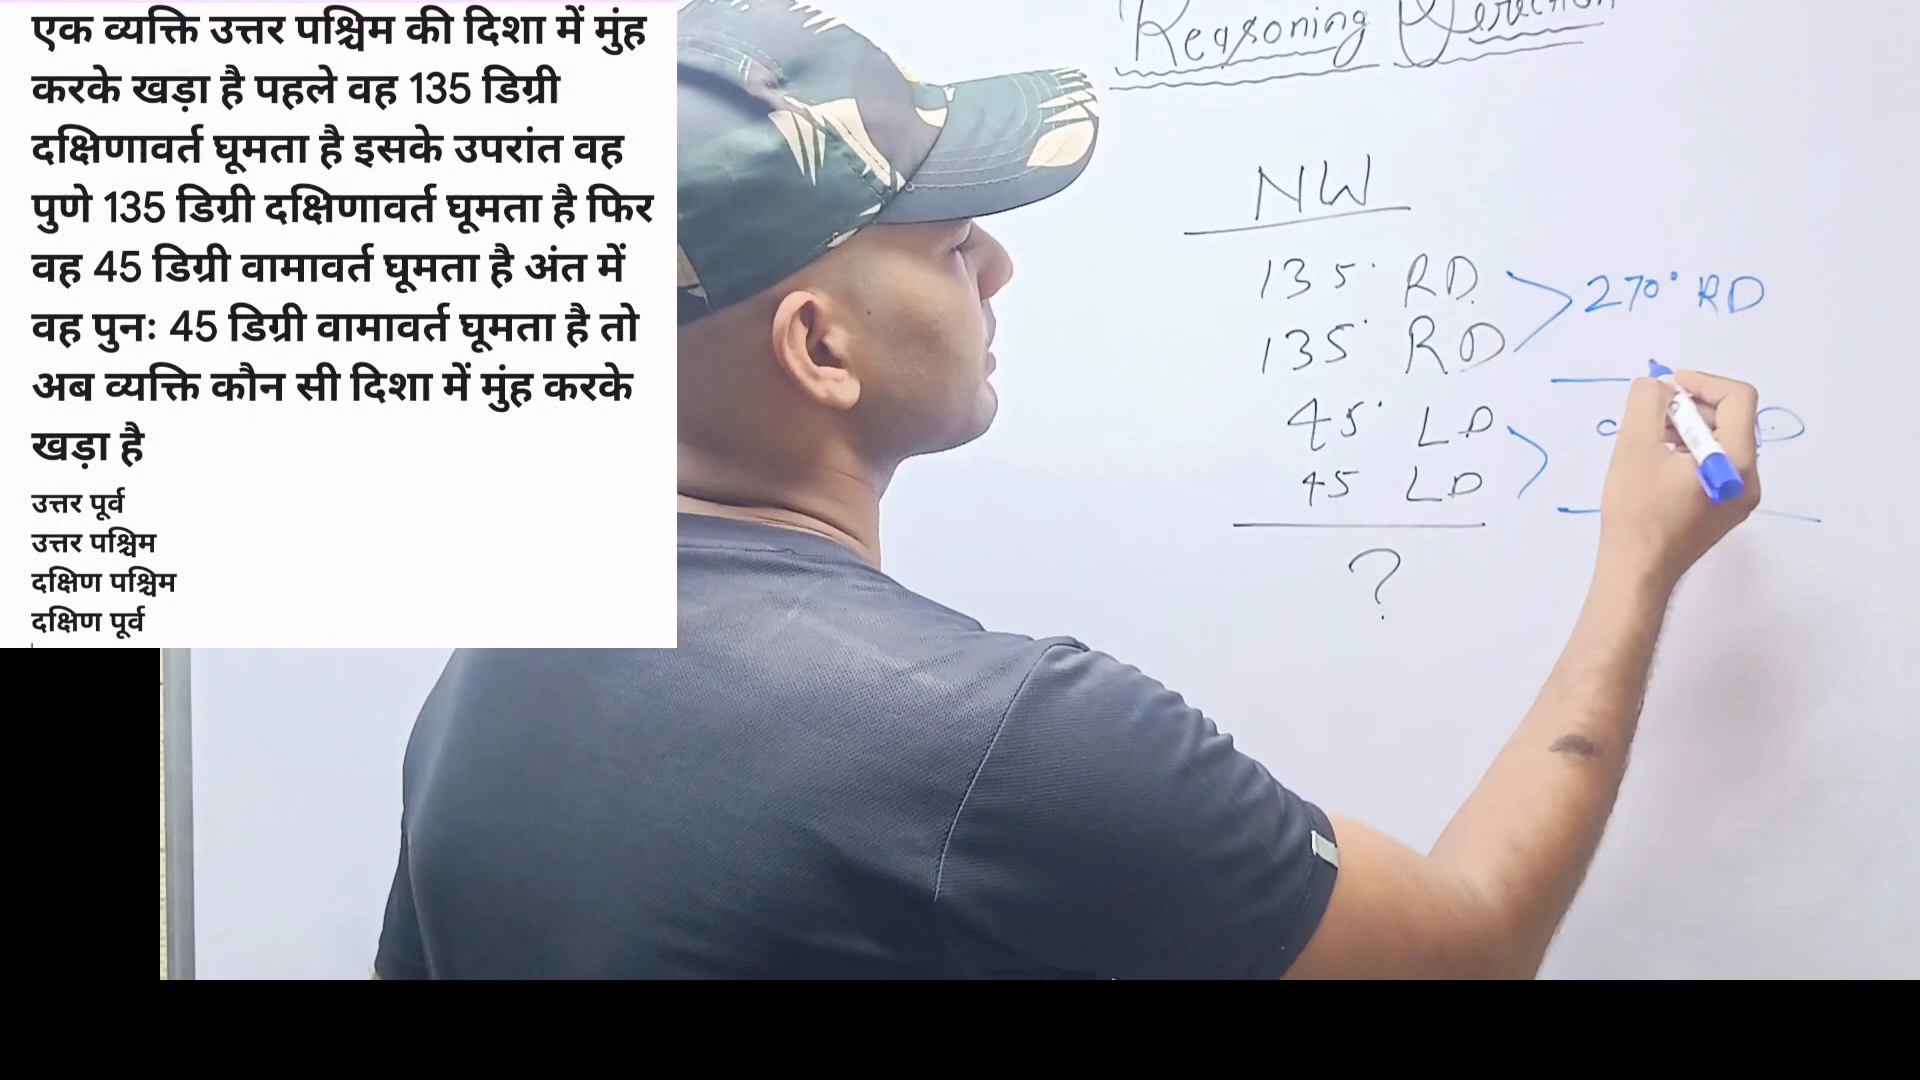 एक व्यक्ति उत्तर पश्चिम की दिशा में मुंह
करके खड़ा है पहले वह 135 डिग्री
दक्षिणावर्त घूमता है इसके उपरांत वह
पुणे 135 डिग्री दक्षिणावर्त घूमता है फिर
वह 45 डिग्री वामावर्त घूमता है अंत में
वह पुनः 45 डिग्री वामावर्त घूमता है तो
अब व्यक्ति कौन सी दिशा में मुंह करके
खड़ा है
उत्तर पूर्व
उत्तर पश्चिम
दक्षिण पश्चिम
दक्षिण पूर्व
Reasoning Direction
NW
135° RD
135° RD
270° RD
45° LD
45 LD
?